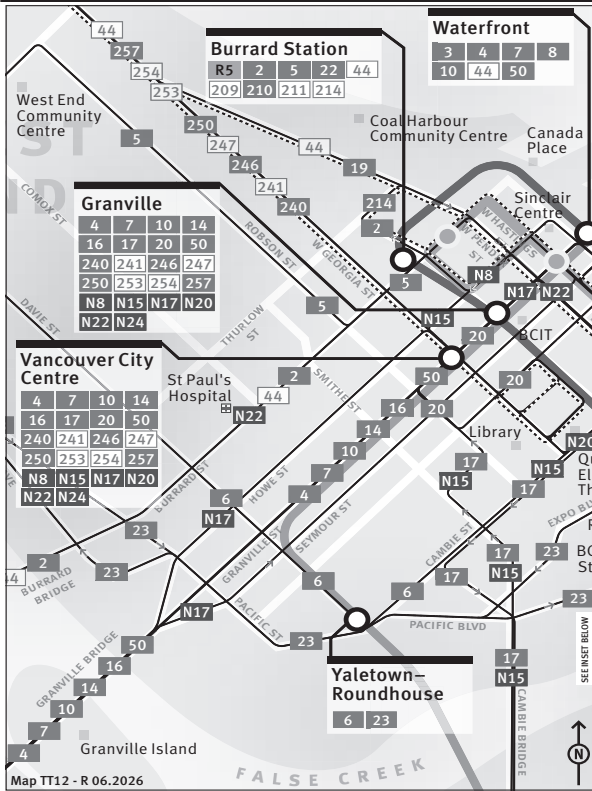 44
257
254
253
250
247
246
241
240
Burrard Station
R5 2 5 22 44
209 210 211 214
Waterfront
3 4 7 8
10 44 50
West End
Community
Centre
5
COMOX ST
DAVIE ST
ROBSON ST
W GEORGIA ST
44
19
Coal Harbour
Community Centre
Canada
Place
Sinclair
Centre
W HASTINGS
W PENDER
ST
214
2
5
N8
N17
N22
N15
20
BCIT
Granville
4 7 10 14
16 17 20 50
240 241 246 247
250 253 254 257
N8 N15 N17 N20
N22 N24
THURLOW
ST
5
Vancouver City
Centre
4 7 10 14
16 17 20 50
240 241 246 247
250 253 254 257
N8 N15 N17 N20
N22 N24
St Paul's
Hospital
2
44
N22
SMITHE ST
50
20
20
16
14
10
7
4
Library
17
N15
N15
17
N20
BURRARD ST
HOWE ST
GRANVILLE ST
SEYMOUR ST
CAMBIE ST
EXPO BLV
6
N17
23
2
23
44
BURRARD
BRIDGE
N17
PACIFIC ST
6
6
17
17
N15
23
BC
St
23
23
PACIFIC BLVD
SEE INSET BELOW
50
16
14
10
7
4
GRANVILLE BRIDGE
Yaletown–
Roundhouse
6 23
17
N15
CAMBIE BRIDGE
Granville Island
FALSE CREEK
N
Map TT12 - R 06.2026